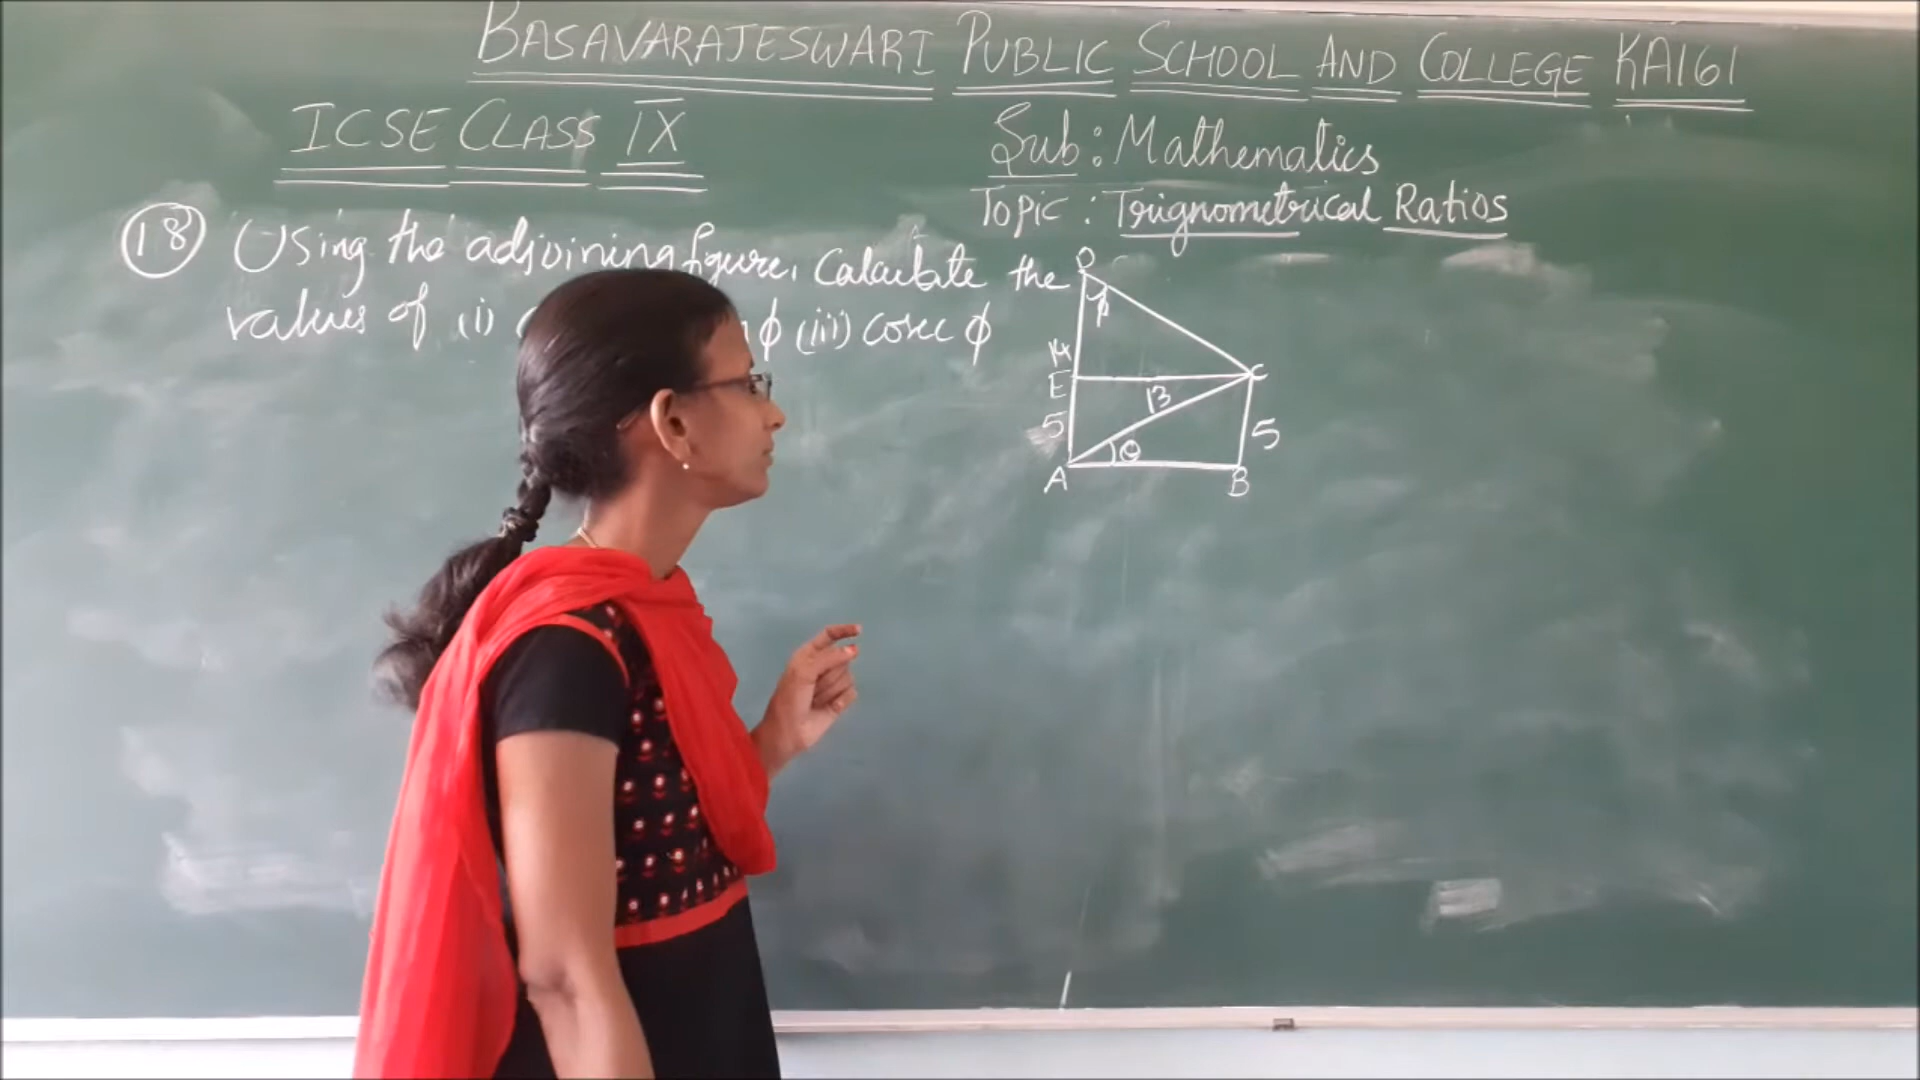 BASAVARAJESWARI PUBLIC SCHOOL AND COLLEGE KA161
ICSE CLASS IX
Sub: Mathematics
Topic: Trignometrical Ratios
18 Using the adjoining figure, Calculate the
values of (i) ϕ (iii) cosec ϕ
D
ϕ
14
E
C
13
5
5
θ
A
B